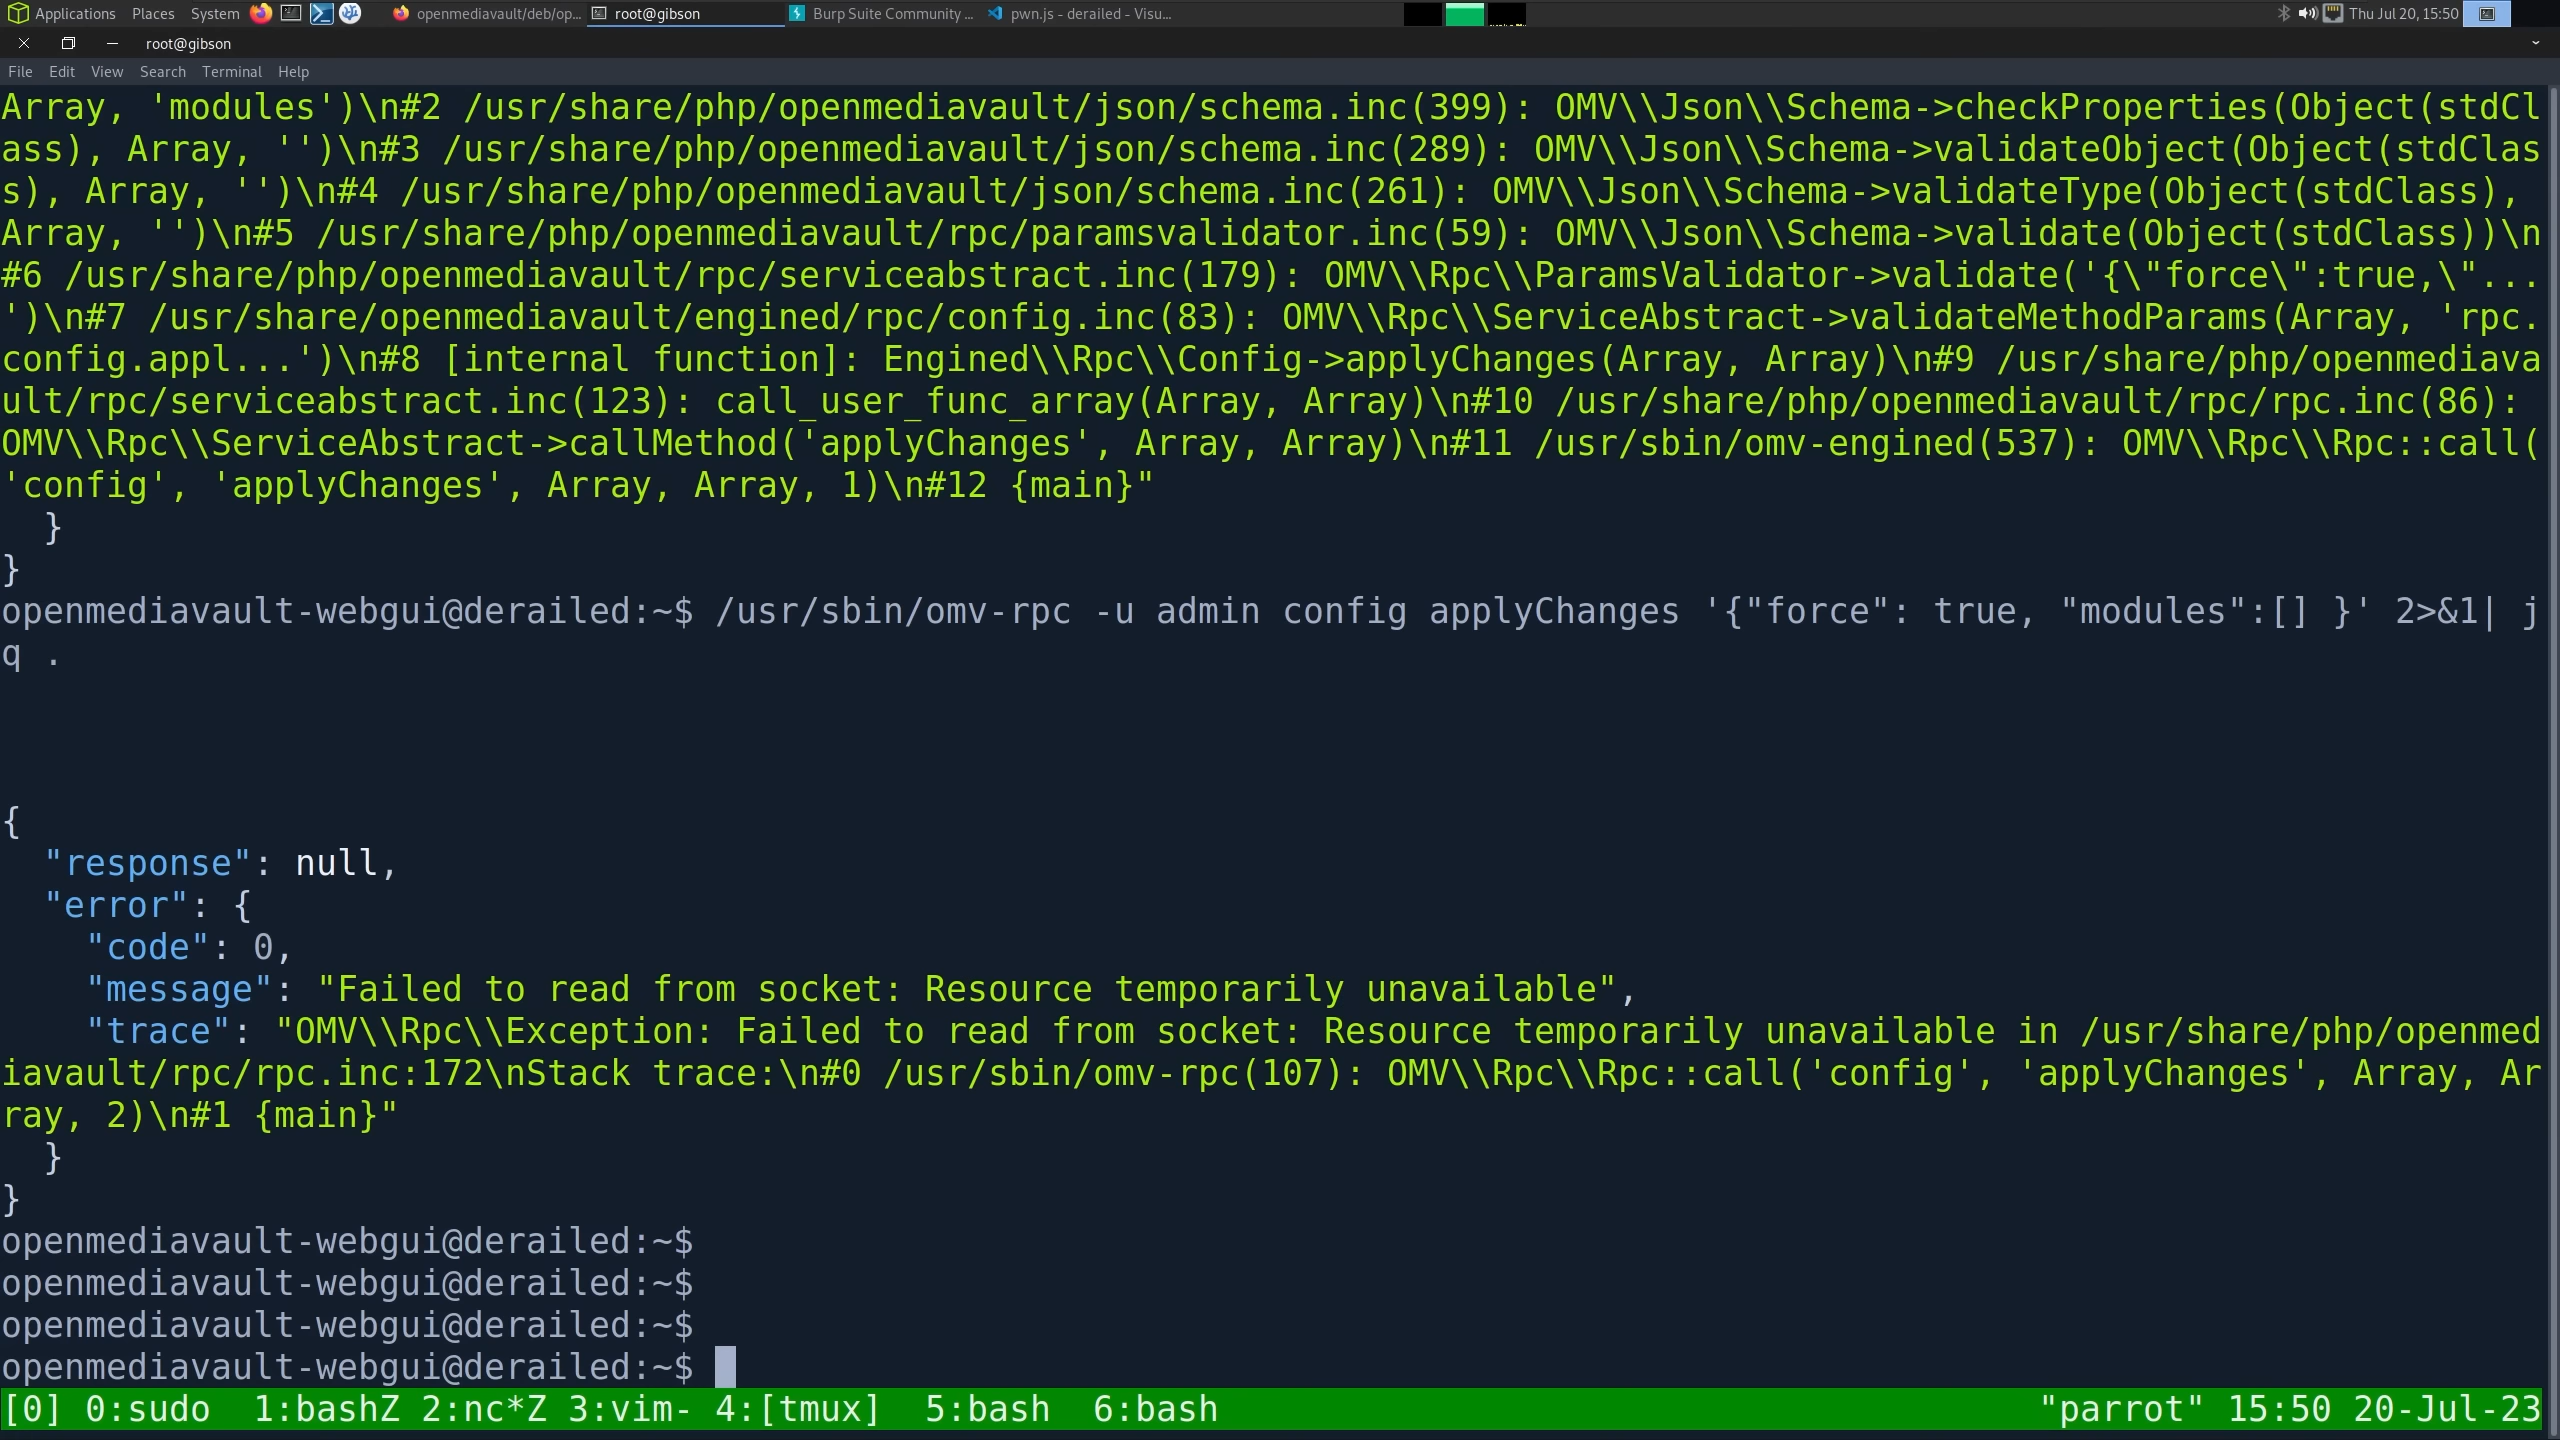 Applications Places System openmediavault/deb/op... root@gibson Burp Suite Community ... pwn.js - derailed - Visu... Thu Jul 20, 15:50
root@gibson
File Edit View Search Terminal Help
Array, 'modules')\n#2 /usr/share/php/openmediavault/json/schema.inc(399): OMV\\Json\\Schema->checkProperties(Object(stdCl
ass), Array, '')\n#3 /usr/share/php/openmediavault/json/schema.inc(289): OMV\\Json\\Schema->validateObject(Object(stdClas
s), Array, '')\n#4 /usr/share/php/openmediavault/json/schema.inc(261): OMV\\Json\\Schema->validateType(Object(stdClass),
Array, '')\n#5 /usr/share/php/openmediavault/rpc/paramsvalidator.inc(59): OMV\\Json\\Schema->validate(Object(stdClass))\n
#6 /usr/share/php/openmediavault/rpc/serviceabstract.inc(179): OMV\\Rpc\\ParamsValidator->validate('{\"force\":true,\"...
')\n#7 /usr/share/openmediavault/engined/rpc/config.inc(83): OMV\\Rpc\\ServiceAbstract->validateMethodParams(Array, 'rpc.
config.appl...')\n#8 [internal function]: Engined\\Rpc\\Config->applyChanges(Array, Array)\n#9 /usr/share/php/openmediava
ult/rpc/serviceabstract.inc(123): call_user_func_array(Array, Array)\n#10 /usr/share/php/openmediavault/rpc/rpc.inc(86):
OMV\\Rpc\\ServiceAbstract->callMethod('applyChanges', Array, Array)\n#11 /usr/sbin/omv-engined(537): OMV\\Rpc\\Rpc::call(
'config', 'applyChanges', Array, Array, 1)\n#12 {main}"
}
}
openmediavault-webgui@derailed:~$ /usr/sbin/omv-rpc -u admin config applyChanges '{"force": true, "modules":[] }' 2>&1| j
q .
{
"response": null,
"error": {
"code": 0,
"message": "Failed to read from socket: Resource temporarily unavailable",
"trace": "OMV\\Rpc\\Exception: Failed to read from socket: Resource temporarily unavailable in /usr/share/php/openmed
iavault/rpc/rpc.inc:172\nStack trace:\n#0 /usr/sbin/omv-rpc(107): OMV\\Rpc\\Rpc::call('config', 'applyChanges', Array, Ar
ray, 2)\n#1 {main}"
}
}
openmediavault-webgui@derailed:~$
openmediavault-webgui@derailed:~$
openmediavault-webgui@derailed:~$
openmediavault-webgui@derailed:~$
[0] 0:sudo 1:bashZ 2:nc*Z 3:vim- 4:[tmux] 5:bash 6:bash "parrot" 15:50 20-Jul-23